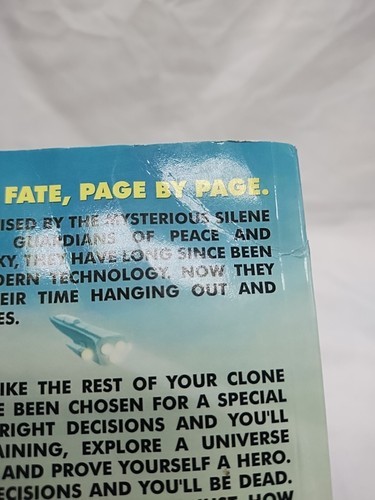 FATE, PAGE BY PAGE.
ISED BY THE MYSTERIOUS SILENE
GUARDIANS OF PEACE AND
KY, THEY HAVE LONG SINCE BEEN
DERN TECHNOLOGY. NOW THEY
EIR TIME HANGING OUT AND
ES.
IKE THE REST OF YOUR CLONE
E BEEN CHOSEN FOR A SPECIAL
RIGHT DECISIONS AND YOU'LL
AINING, EXPLORE A UNIVERSE
AND PROVE YOURSELF A HERO.
ECISIONS AND YOU'LL BE DEAD.
JUST HOW